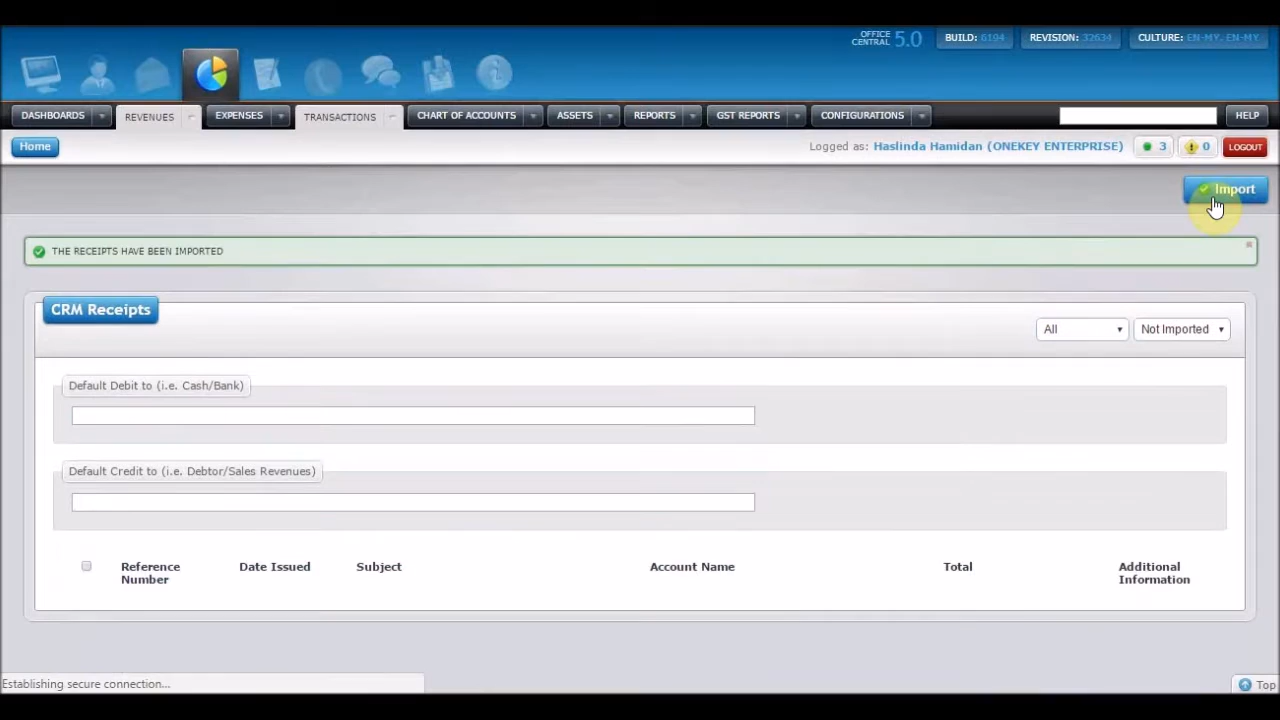 OFFICE
CENTRAL 5.0
BUILD: 6194
REVISION: 32634
CULTURE: EN-MY, EN-MY
DASHBOARDS
REVENUES
EXPENSES
TRANSACTIONS
CHART OF ACCOUNTS
ASSETS
REPORTS
GST REPORTS
CONFIGURATIONS
HELP
Home
Logged as: Haslinda Hamidan (ONEKEY ENTERPRISE)
3
0
LOGOUT
Import
THE RECEIPTS HAVE BEEN IMPORTED
CRM Receipts
All
Not Imported
Default Debit to (i.e. Cash/Bank)
Default Credit to (i.e. Debtor/Sales Revenues)
Reference
Number
Date Issued
Subject
Account Name
Total
Additional
Information
Establishing secure connection...
Top